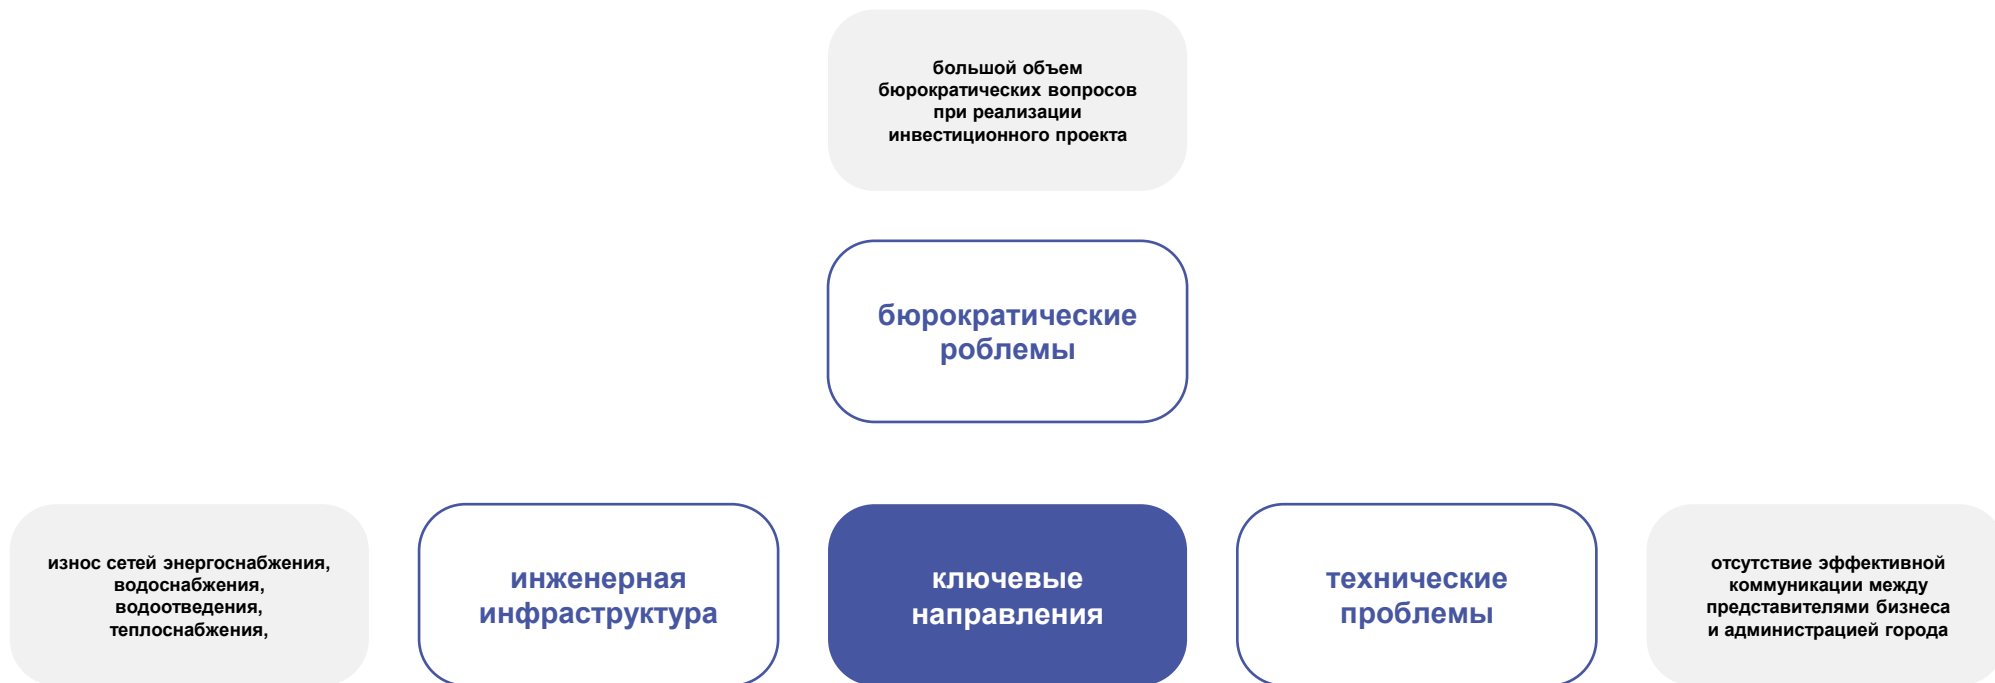 большой объем
бюрократических вопросов
при реализации
инвестиционного проекта
бюрократические
роблемы
износ сетей энергоснабжения,
водоснабжения,
водоотведения,
теплоснабжения,
инженерная
инфраструктура
ключевые
направления
технические
проблемы
отсутствие эффективной
коммуникации между
представителями бизнеса
и администрацией города